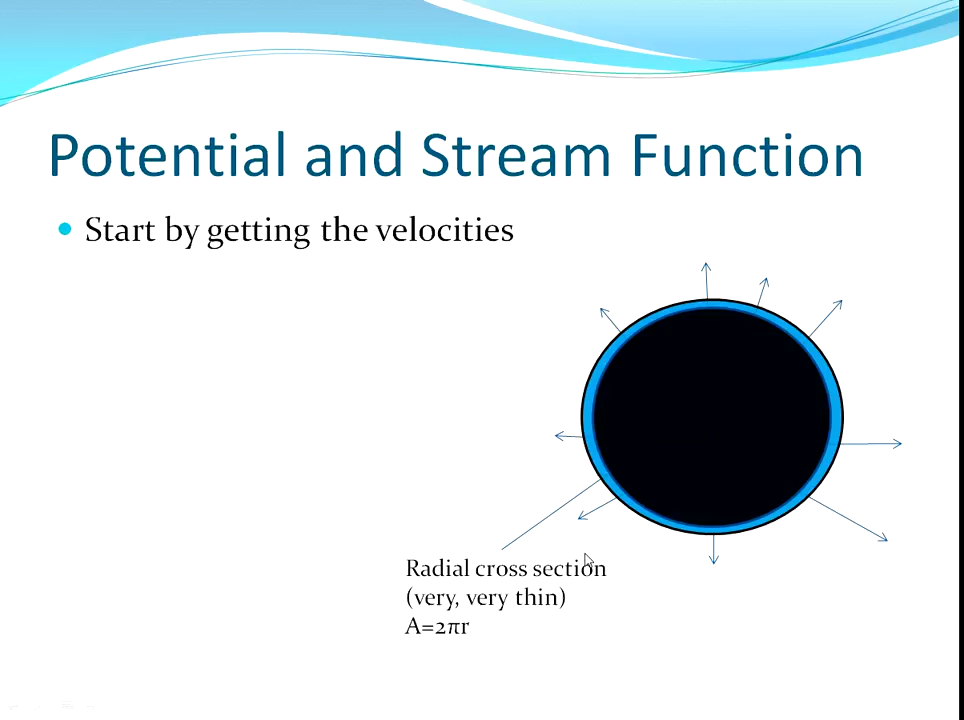 Potential and Stream Function
Start by getting the velocities
Radial cross section
(very, very thin)
A=2πr